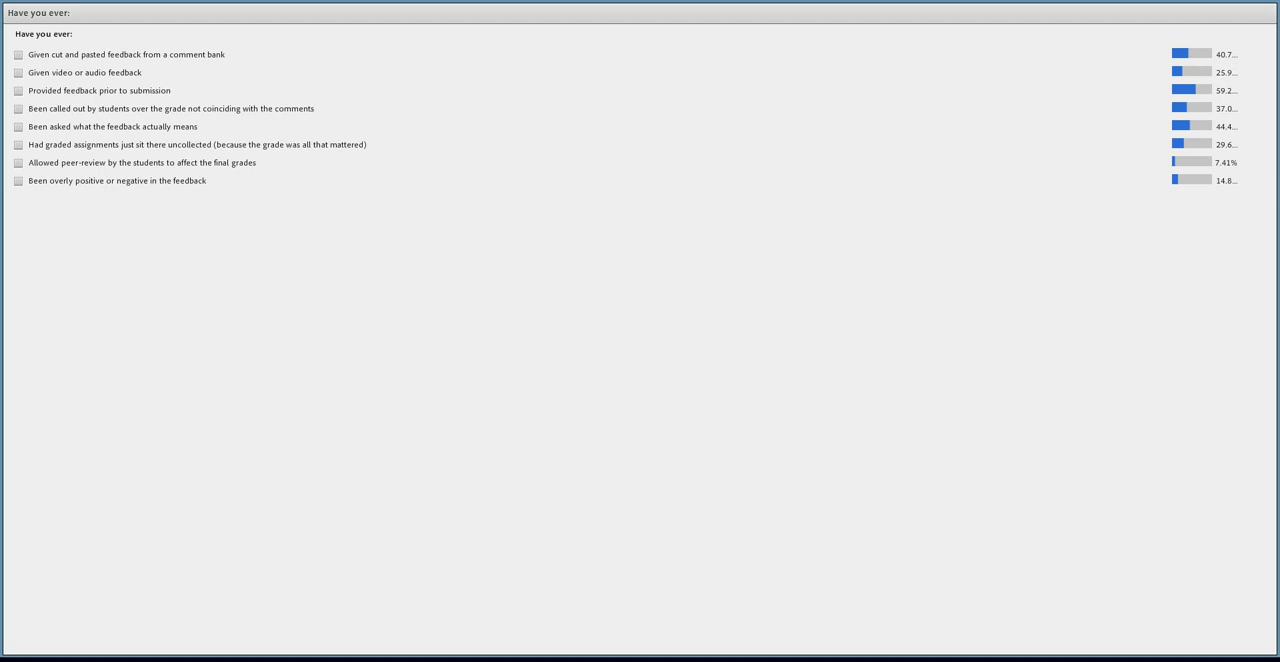 Have you ever:
Have you ever:
Given cut and pasted feedback from a comment bank 40.7...
Given video or audio feedback 25.9...
Provided feedback prior to submission 59.2...
Been called out by students over the grade not coinciding with the comments 37.0...
Been asked what the feedback actually means 44.4...
Had graded assignments just sit there uncollected (because the grade was all that mattered) 29.6...
Allowed peer-review by the students to affect the final grades 7.41%
Been overly positive or negative in the feedback 14.8...